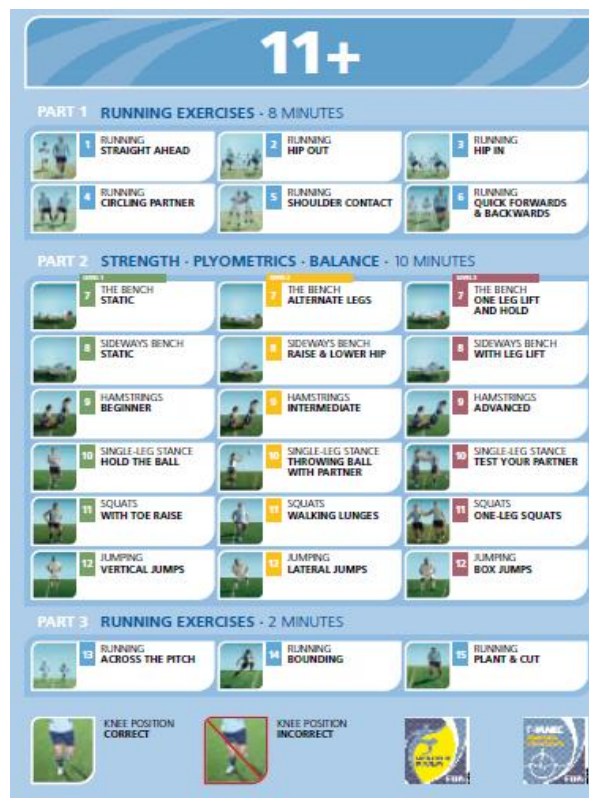 11+
PART 1 RUNNING EXERCISES · 8 MINUTES
1 RUNNING
STRAIGHT AHEAD
2 RUNNING
HIP OUT
3 RUNNING
HIP IN
4 RUNNING
CIRCLING PARTNER
5 RUNNING
SHOULDER CONTACT
6 RUNNING
QUICK FORWARDS
& BACKWARDS
PART 2 STRENGTH · PLYOMETRICS · BALANCE · 10 MINUTES
LEVEL 1
LEVEL 2
LEVEL 3
7 THE BENCH
STATIC
7 THE BENCH
ALTERNATE LEGS
7 THE BENCH
ONE LEG LIFT
AND HOLD
8 SIDEWAYS BENCH
STATIC
8 SIDEWAYS BENCH
RAISE & LOWER HIP
8 SIDEWAYS BENCH
WITH LEG LIFT
9 HAMSTRINGS
BEGINNER
9 HAMSTRINGS
INTERMEDIATE
9 HAMSTRINGS
ADVANCED
10 SINGLE-LEG STANCE
HOLD THE BALL
10 SINGLE-LEG STANCE
THROWING BALL
WITH PARTNER
10 SINGLE-LEG STANCE
TEST YOUR PARTNER
11 SQUATS
WITH TOE RAISE
11 SQUATS
WALKING LUNGES
11 SQUATS
ONE-LEG SQUATS
12 JUMPING
VERTICAL JUMPS
12 JUMPING
LATERAL JUMPS
12 JUMPING
BOX JUMPS
PART 3 RUNNING EXERCISES · 2 MINUTES
13 RUNNING
ACROSS THE PITCH
14 RUNNING
BOUNDING
15 RUNNING
PLANT & CUT
KNEE POSITION
CORRECT
KNEE POSITION
INCORRECT